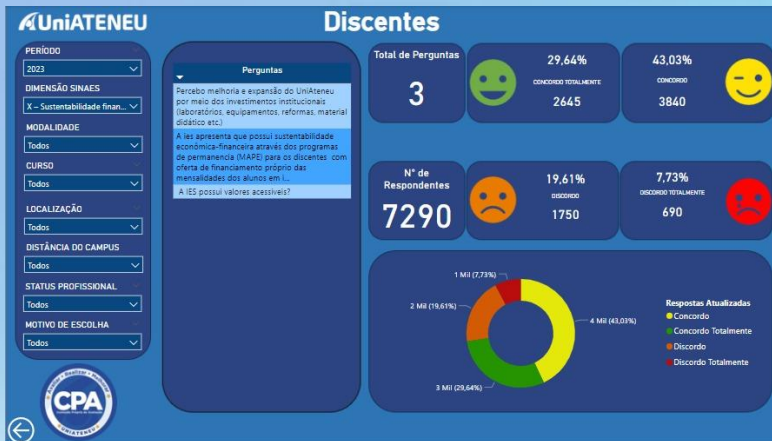 UniATENEU
Discentes
PERÍODO
2023
DIMENSÃO SINAES
X – Sustentabilidade finan...
MODALIDADE
Todos
CURSO
Todos
LOCALIZAÇÃO
Todos
DISTÂNCIA DO CAMPUS
Todos
STATUS PROFISSIONAL
Todos
MOTIVO DE ESCOLHA
Todos
CPA
UNIATENEU
Perguntas
Percebo melhoria e expansão do UniAteneu
por meio dos investimentos institucionais
(laboratórios, equipamentos, reformas, material
didático etc.)
A ies apresenta que possui sustentabilidade
econômico-financeira através dos programas
de permanencia (MAPE) para os discentes com
oferta de financiamento próprio das
mensalidades dos alunos em i...
A IES possui valores acessíveis?
Total de Perguntas
3
29,64%
CONCORDO TOTALMENTE
2645
43,03%
CONCORDO
3840
N° de
Respondentes
7290
19,61%
DISCORDO
1750
7,73%
DISCORDO TOTALMENTE
690
1 Mil (7,73%)
2 Mil (19,61%)
4 Mil (43,03%)
3 Mil (29,64%)
Respostas Atualizadas
Concordo
Concordo Totalmente
Discordo
Discordo Totalmente